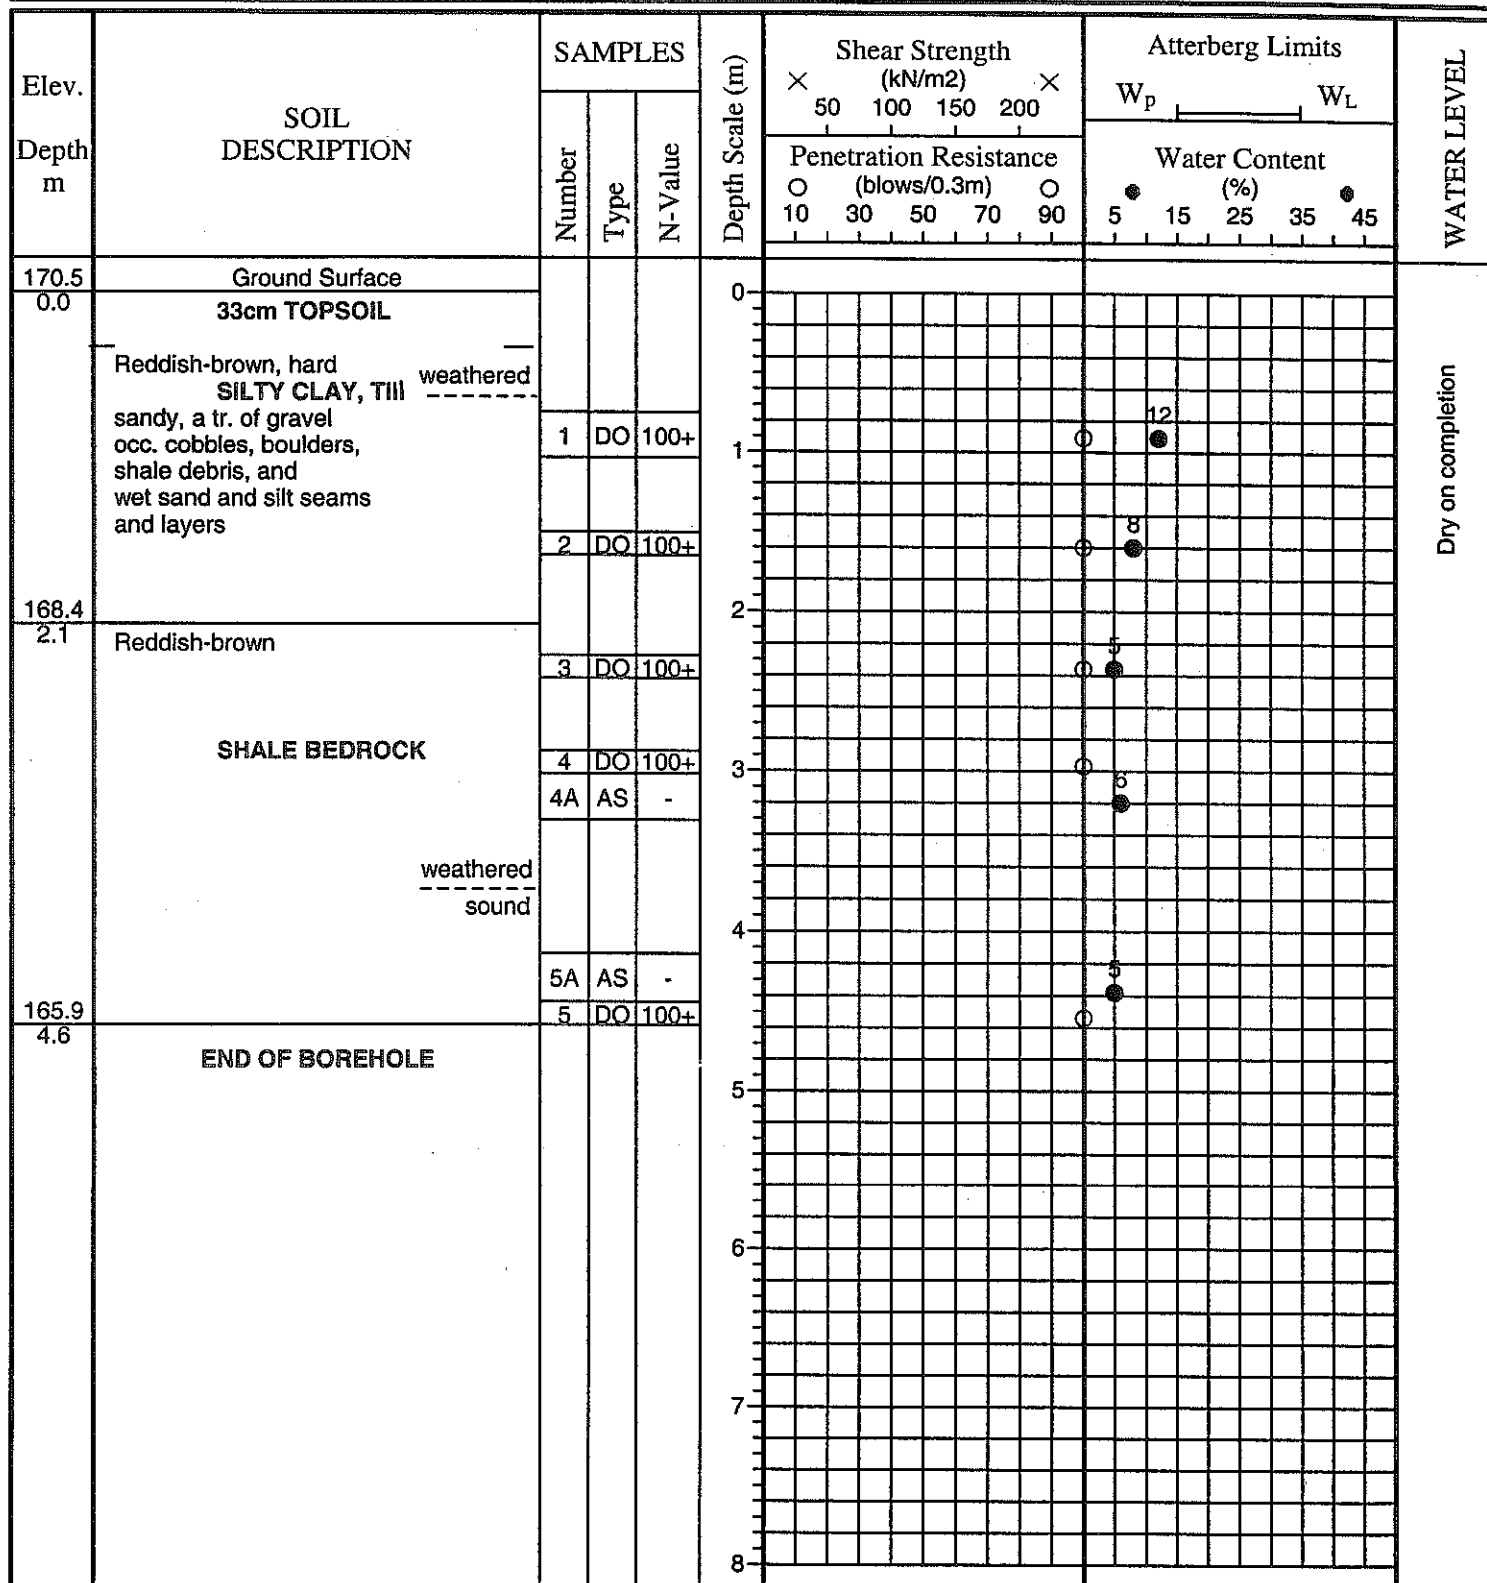 Elev.
Depth
m
SOIL
DESCRIPTION
SAMPLES
Number
Type
N-Value
Depth Scale (m)
Shear Strength
× (kN/m2) ×
50 100 150 200
Penetration Resistance
(blows/0.3m)
10 30 50 70 90
Atterberg Limits
Wp WL
Water Content
(%)
5 15 25 35 45
WATER LEVEL
170.5 Ground Surface
0.0 33cm TOPSOIL
0
Reddish-brown, hard
weathered
SILTY CLAY, Till
sandy, a tr. of gravel
occ. cobbles, boulders,
shale debris, and
wet sand and silt seams
and layers
1 DO 100+
12
1
2 DO 100+
8
Dry on completion
168.4
2.1
2
Reddish-brown
3 DO 100+
5
SHALE BEDROCK
4 DO 100+
3
4A AS -
6
weathered
sound
4
5A AS -
5
165.9
4.6
5 DO 100+
END OF BOREHOLE
5
6
7
8